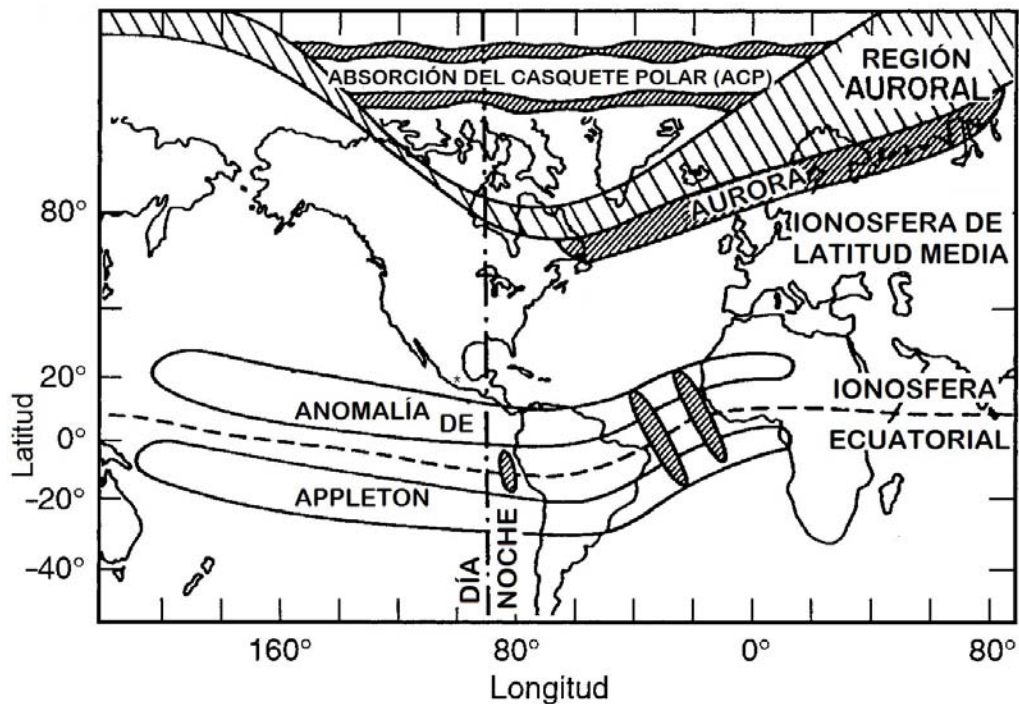 ABSORCIÓN DEL CASQUETE POLAR (ACP)
REGIÓN
AURORAL
AURORA
80°
IONOSFERA DE
LATITUD MEDIA
20°
ANOMALÍA DE
IONOSFERA
0°
ECUATORIAL
-20°
APPLETON
-40°
Latitud
DÍA
NOCHE
160°
80°
0°
80°
Longitud